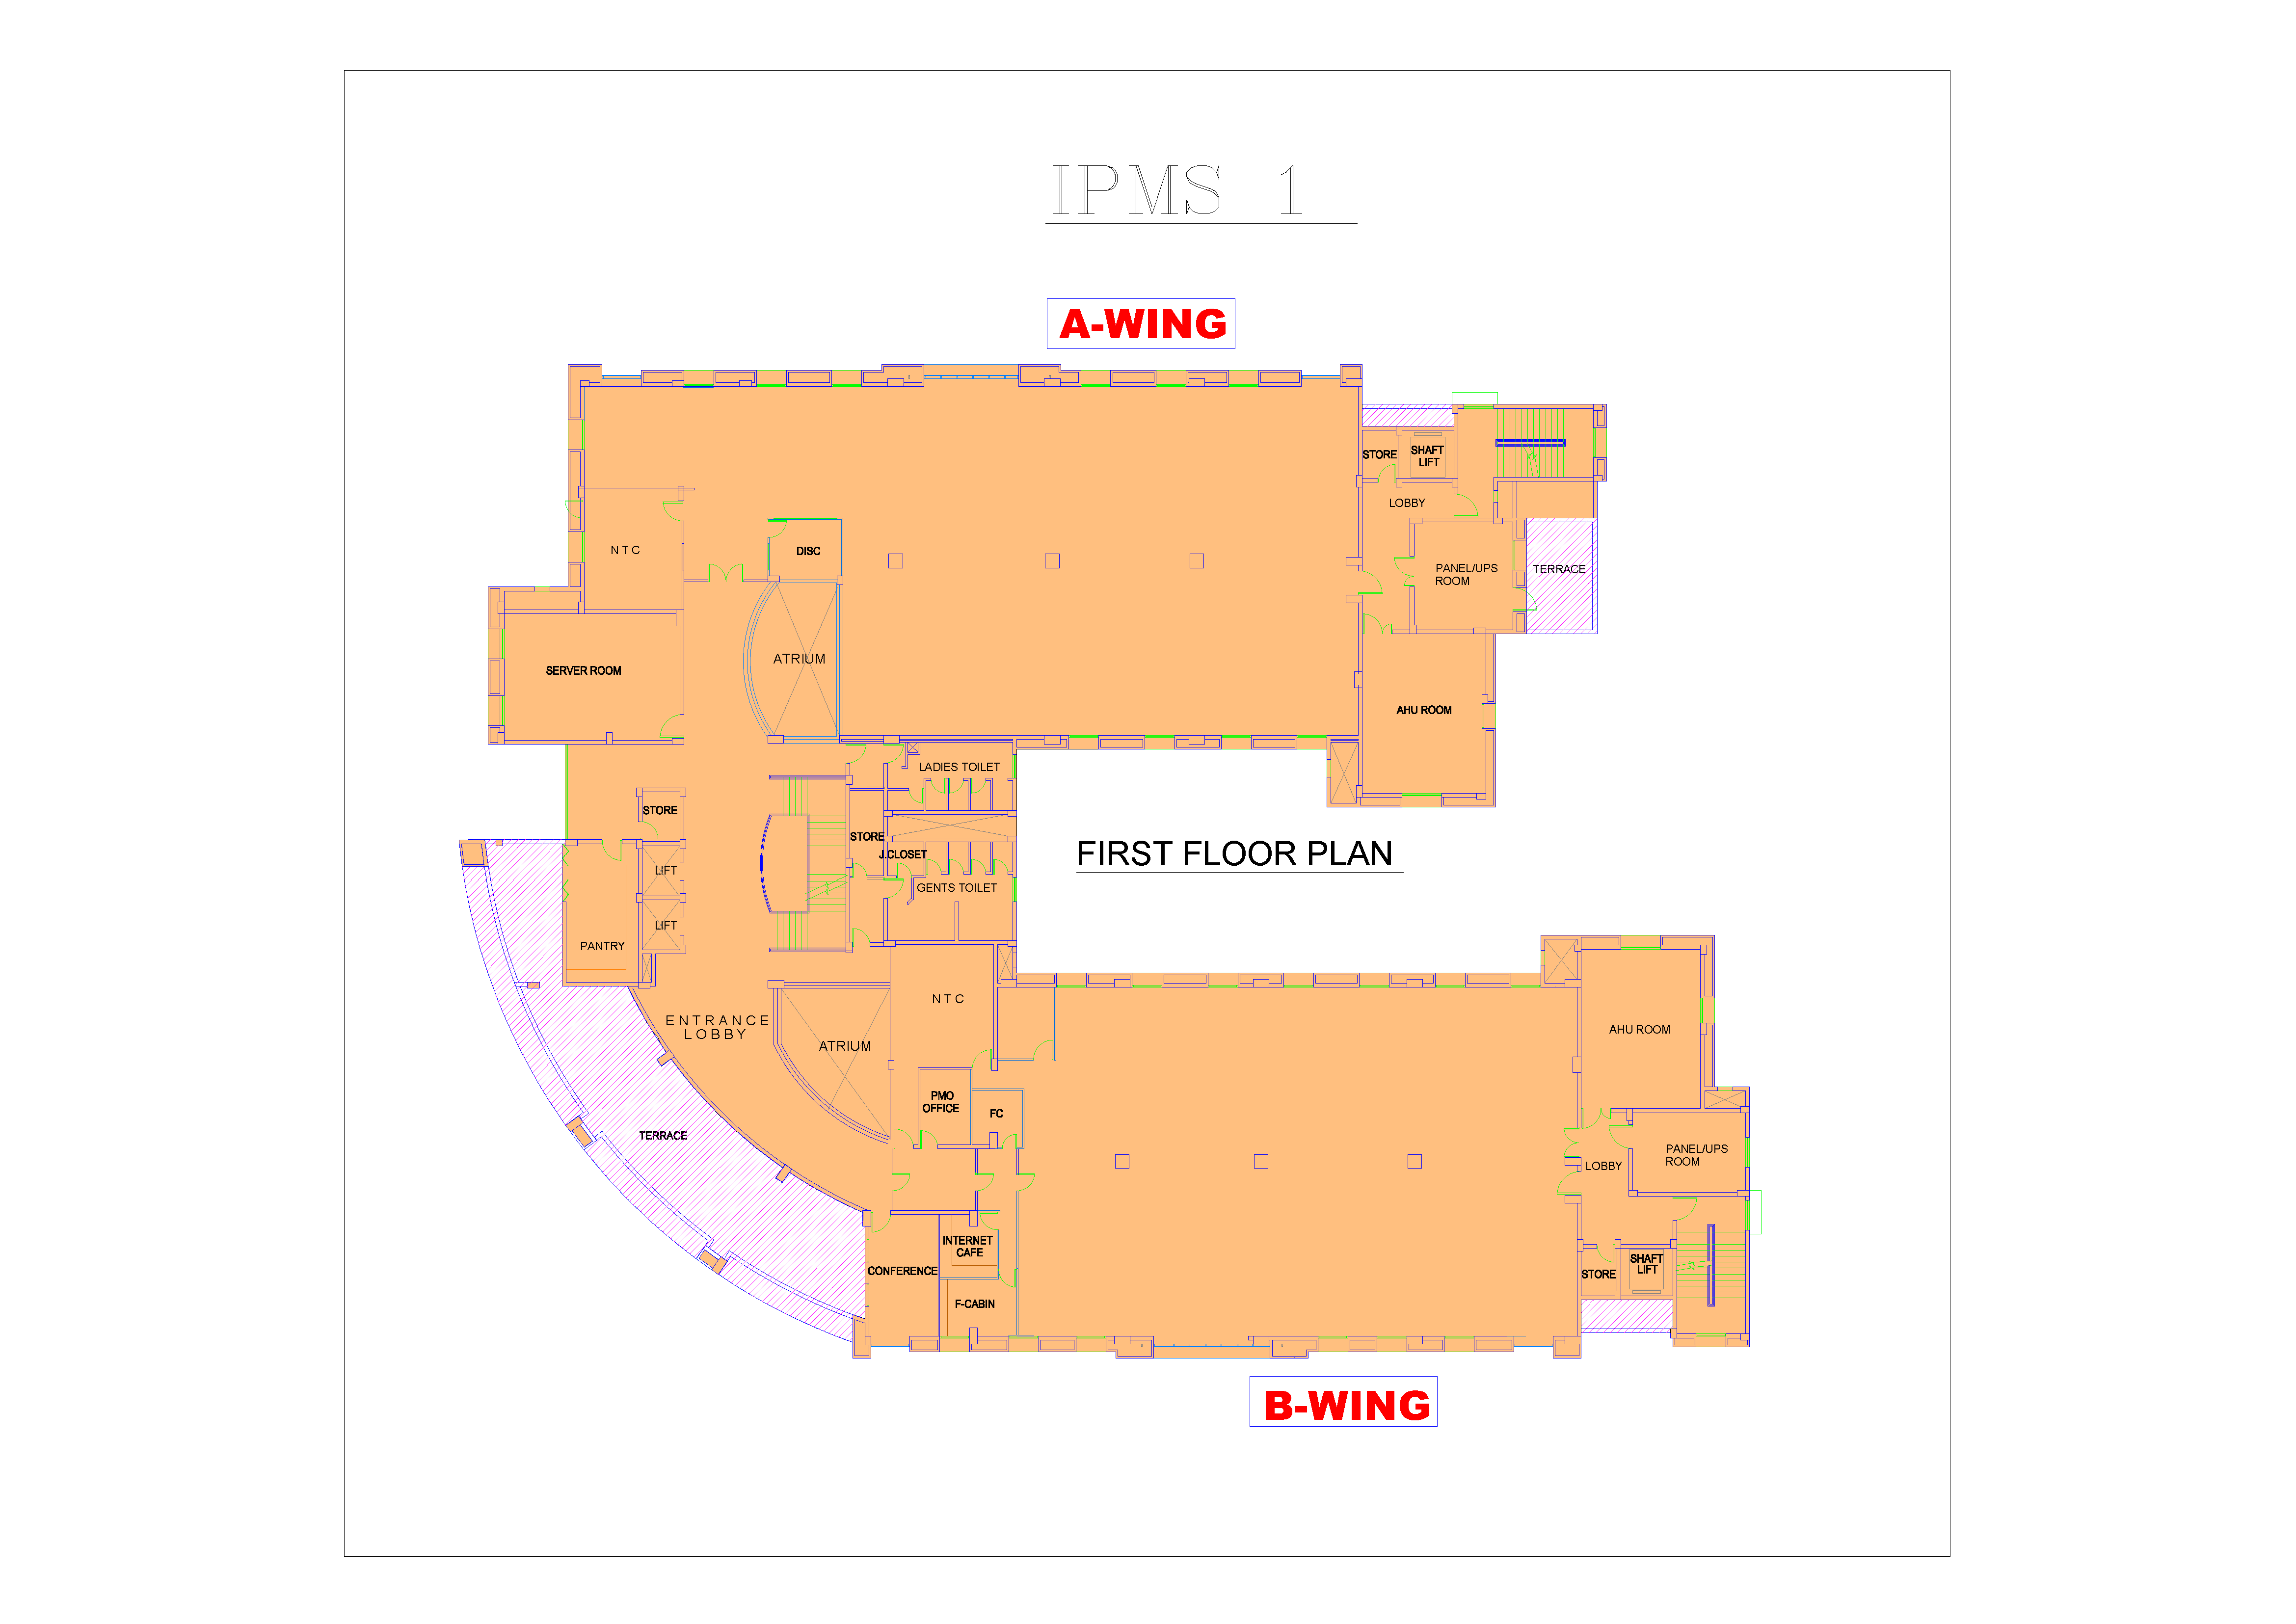 IPMS 1
A-WING
STORE
SHAFT
LIFT
LOBBY
N T C
DISC
PANEL/UPS
ROOM
TERRACE
ATRIUM
SERVER ROOM
AHU ROOM
LADIES TOILET
STORE
STORE
J.CLOSET
FIRST FLOOR PLAN
LIFT
GENTS TOILET
LIFT
PANTRY
N T C
ENTRANCE
LOBBY
ATRIUM
AHU ROOM
PMO
OFFICE
FC
TERRACE
PANEL/UPS
ROOM
LOBBY
INTERNET
CAFE
CONFERENCE
SHAFT
LIFT
STORE
F-CABIN
B-WING